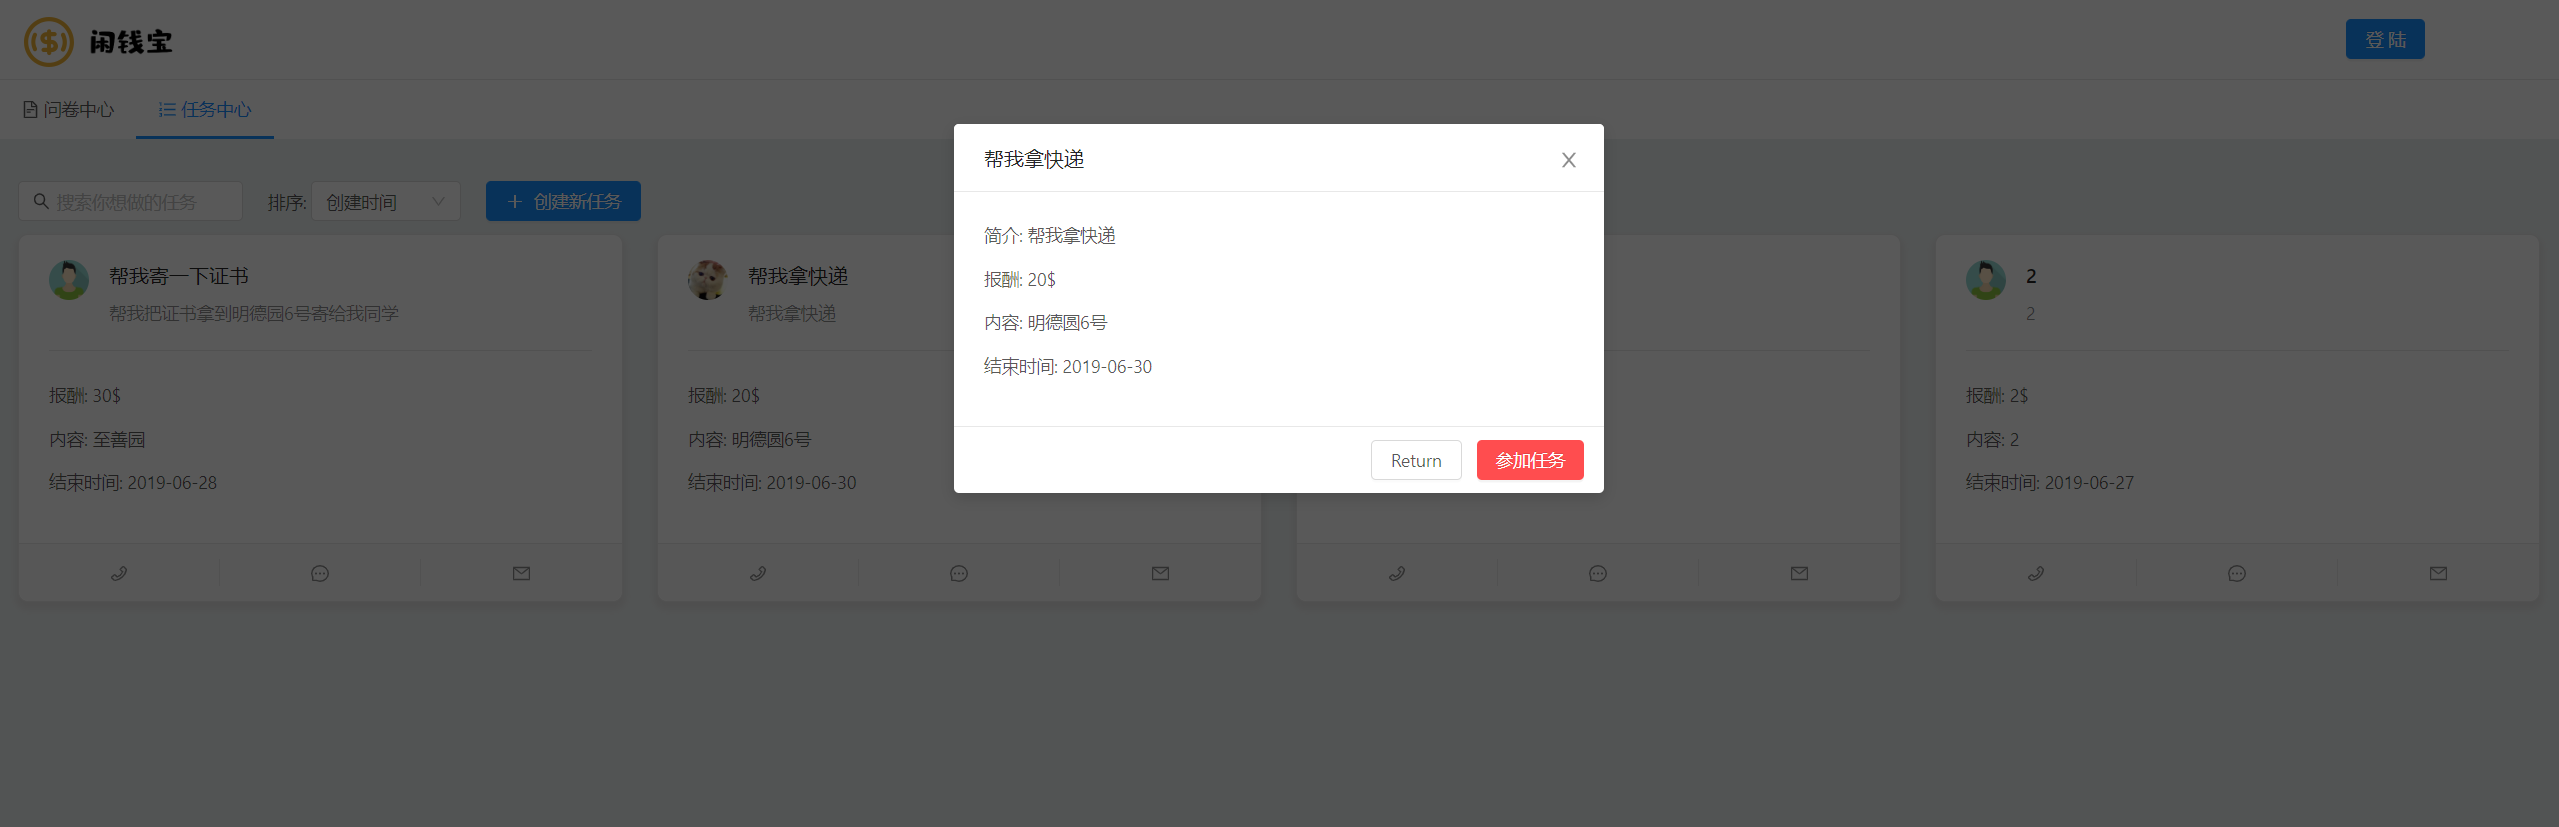 闲钱宝
登 陆
问卷中心
任务中心
搜索你想做的任务
排序: 创建时间
创建新任务
帮我寄一下证书
帮我把证书拿到明德园6号寄给我同学
报酬: 30$
内容: 至善园
结束时间: 2019-06-28
帮我拿快递
帮我拿快递
报酬: 20$
内容: 明德圆6号
结束时间: 2019-06-30
帮我拿快递
简介: 帮我拿快递
报酬: 20$
内容: 明德圆6号
结束时间: 2019-06-30
Return
参加任务
2
2
报酬: 2$
内容: 2
结束时间: 2019-06-27